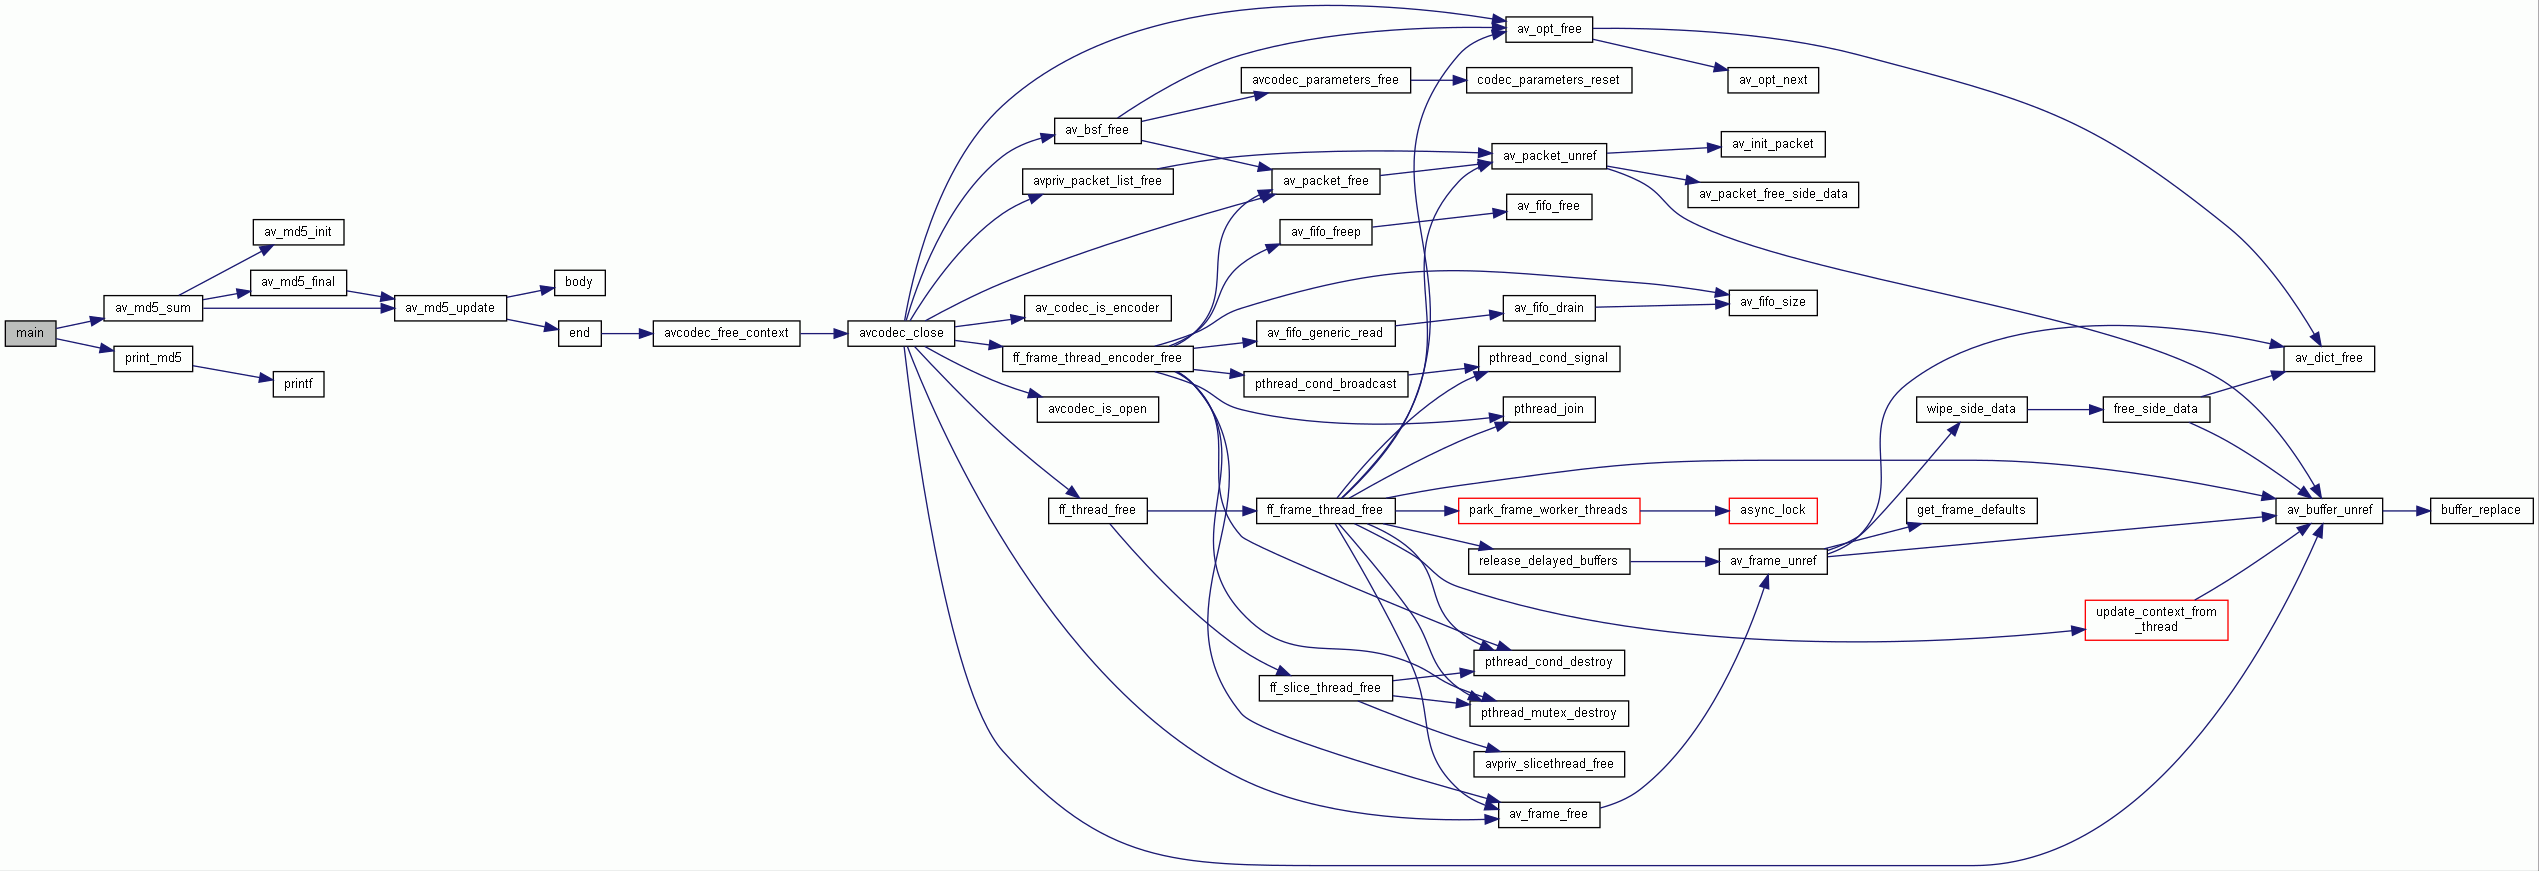 main
av_md5_sum
print_md5
av_md5_init
av_md5_final
printf
av_md5_update
body
end
avcodec_free_context
avcodec_close
av_bsf_free
avpriv_packet_list_free
av_codec_is_encoder
ff_frame_thread_encoder_free
avcodec_is_open
ff_thread_free
avcodec_parameters_free
av_packet_free
av_fifo_freep
av_fifo_generic_read
pthread_cond_broadcast
ff_frame_thread_free
ff_slice_thread_free
av_opt_free
codec_parameters_reset
av_packet_unref
av_fifo_free
av_fifo_drain
pthread_cond_signal
pthread_join
park_frame_worker_threads
release_delayed_buffers
pthread_cond_destroy
pthread_mutex_destroy
avpriv_slicethread_free
av_frame_free
av_opt_next
av_init_packet
av_packet_free_side_data
av_fifo_size
async_lock
av_frame_unref
wipe_side_data
get_frame_defaults
free_side_data
update_context_from
_thread
av_dict_free
av_buffer_unref
buffer_replace